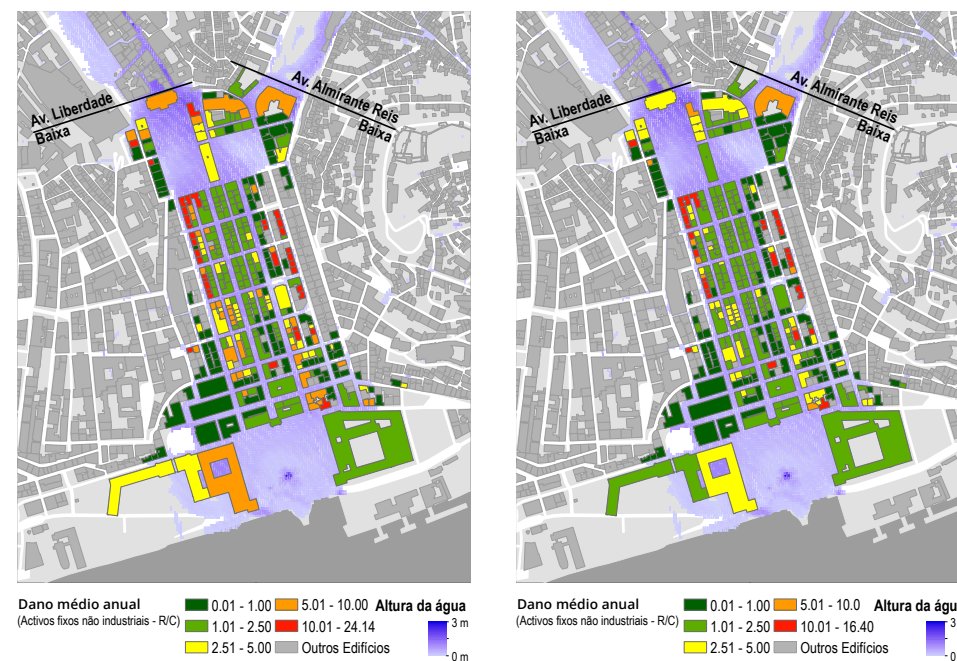 Av. Liberdade
Baixa
Av. Almirante Reis
Baixa
Dano médio anual
(Activos fixos não industriais - R/C)
0.01 - 1.00
1.01 - 2.50
2.51 - 5.00
5.01 - 10.00
10.01 - 24.14
Outros Edifícios
Altura da água
3 m
0 m
Av. Liberdade
Baixa
Av. Almirante Reis
Baixa
Dano médio anual
(Activos fixos não industriais - R/C)
0.01 - 1.00
1.01 - 2.50
2.51 - 5.00
5.01 - 10.0
10.01 - 16.40
Outros Edifícios
Altura da águ
3
0